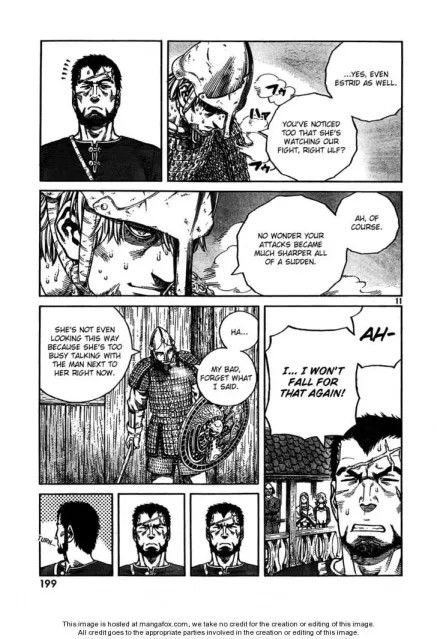 ...YES, EVEN
ESTRID AS WELL.
YOU'VE NOTICED
TOO THAT SHE'S
WATCHING OUR
FIGHT, RIGHT ULF?
AH, OF
COURSE.
NO WONDER YOUR
ATTACKS BECAME
MUCH SHARPER ALL
OF A SUDDEN.
11
SHE'S NOT EVEN
LOOKING THIS WAY
BECAUSE SHE'S TOO
BUSY TALKING WITH
THE MAN NEXT TO
HER RIGHT NOW.
HA...
MY BAD,
FORGET WHAT
I SAID.
AH-
I... I WON'T
FALL FOR
THAT AGAIN!
TURN...
199
This image is hosted at mangafox.com, we take no credit for the creation or editing of this image.
All credit goes to the appropriate parties involved in the creation or editing of this image.